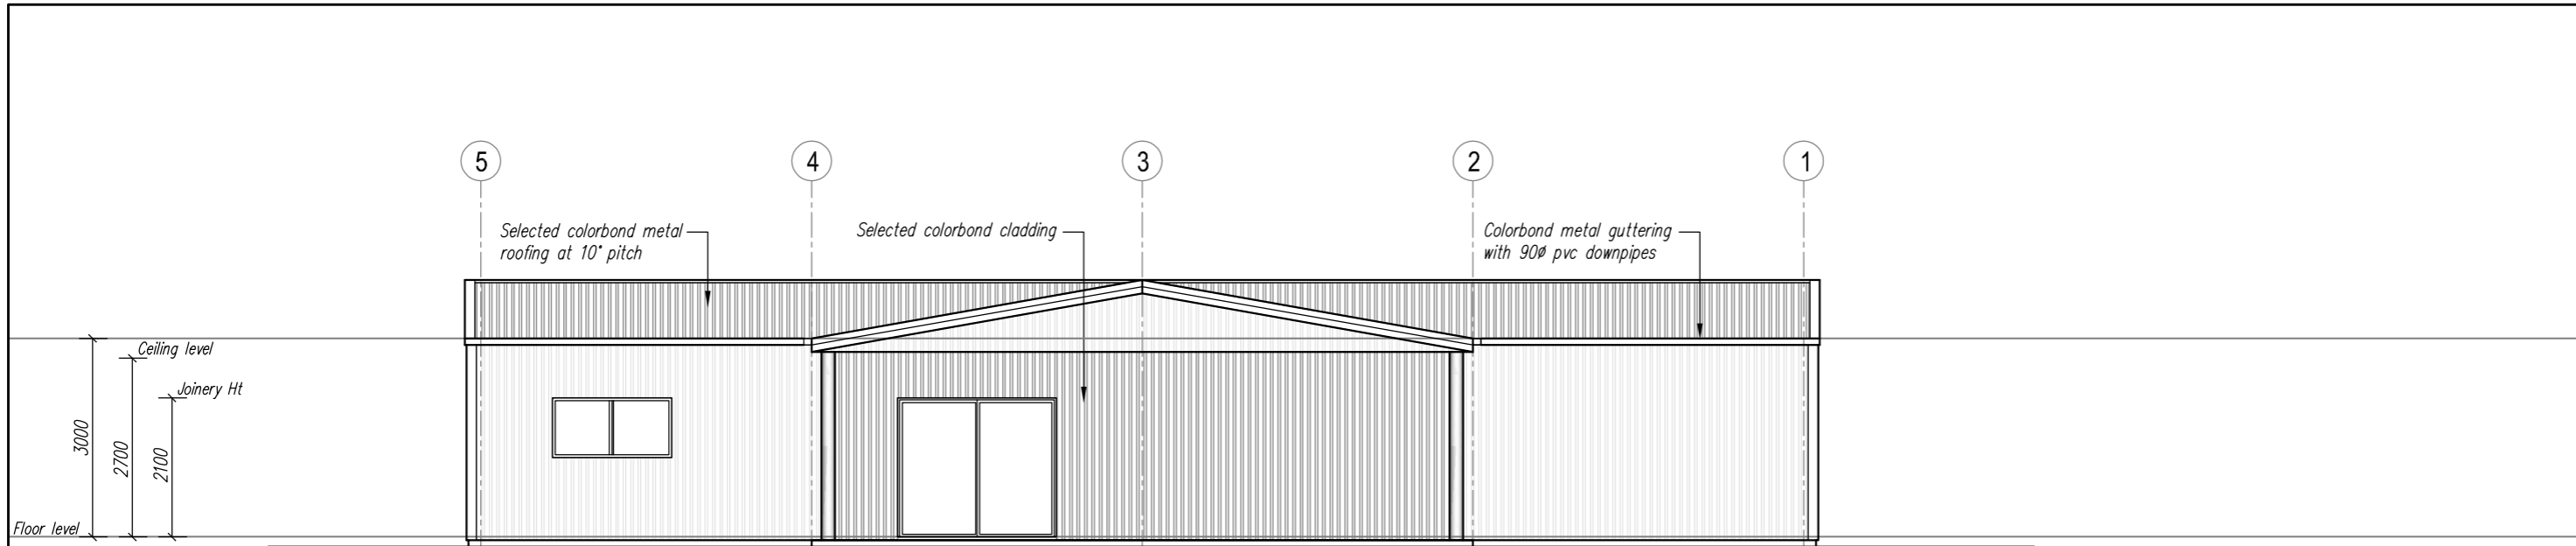 5
4
3
2
1
Selected colorbond metal
roofing at 10° pitch
Selected colorbond cladding
Colorbond metal guttering
with 90ø pvc downpipes
Ceiling level
Joinery Ht
3000
2700
2100
Floor level